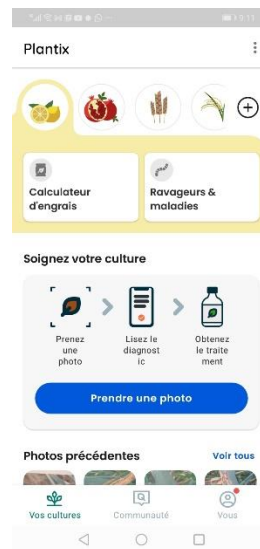 Plantix
Calculateur
d'engrais
Ravageurs &
maladies
Soignez votre culture
Prenez
une
photo
Lisez le
diagnost
ic
Obtenez
le traite
ment
Prendre une photo
Photos précédentes
Voir tous
Vos cultures
Communauté
Vous